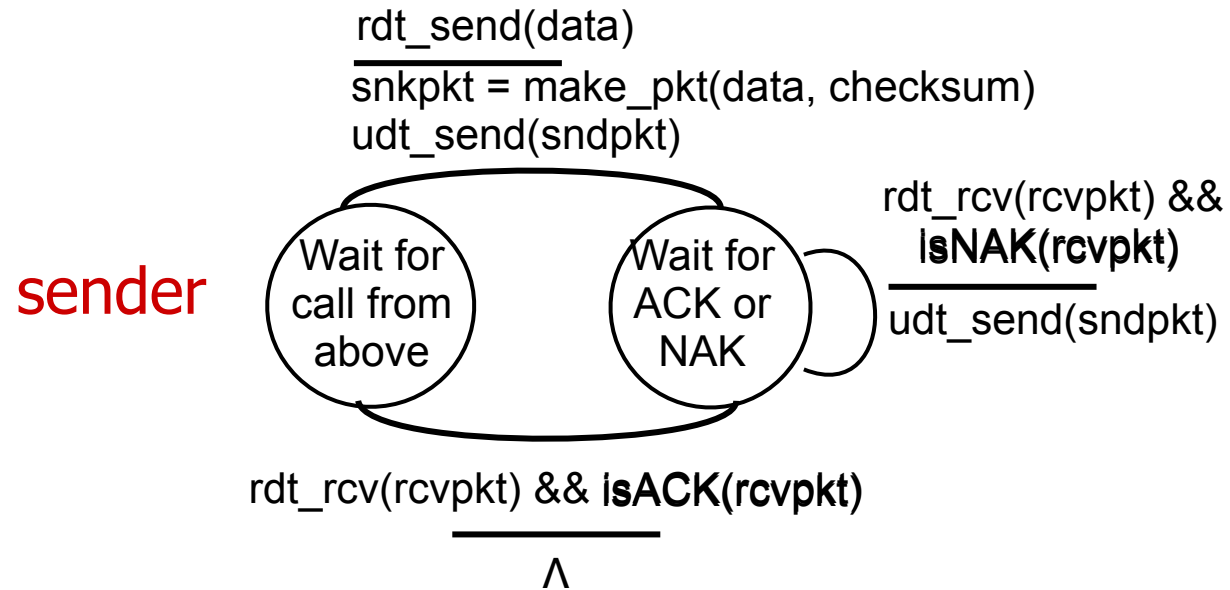 rdt_send(data)
snkpkt = make_pkt(data, checksum)
udt_send(sndpkt)
sender
Wait for
call from
above
Wait for
ACK or
NAK
rdt_rcv(rcvpkt) &&
isNAK(rcvpkt)
udt_send(sndpkt)
rdt_rcv(rcvpkt) && isACK(rcvpkt)
Λ